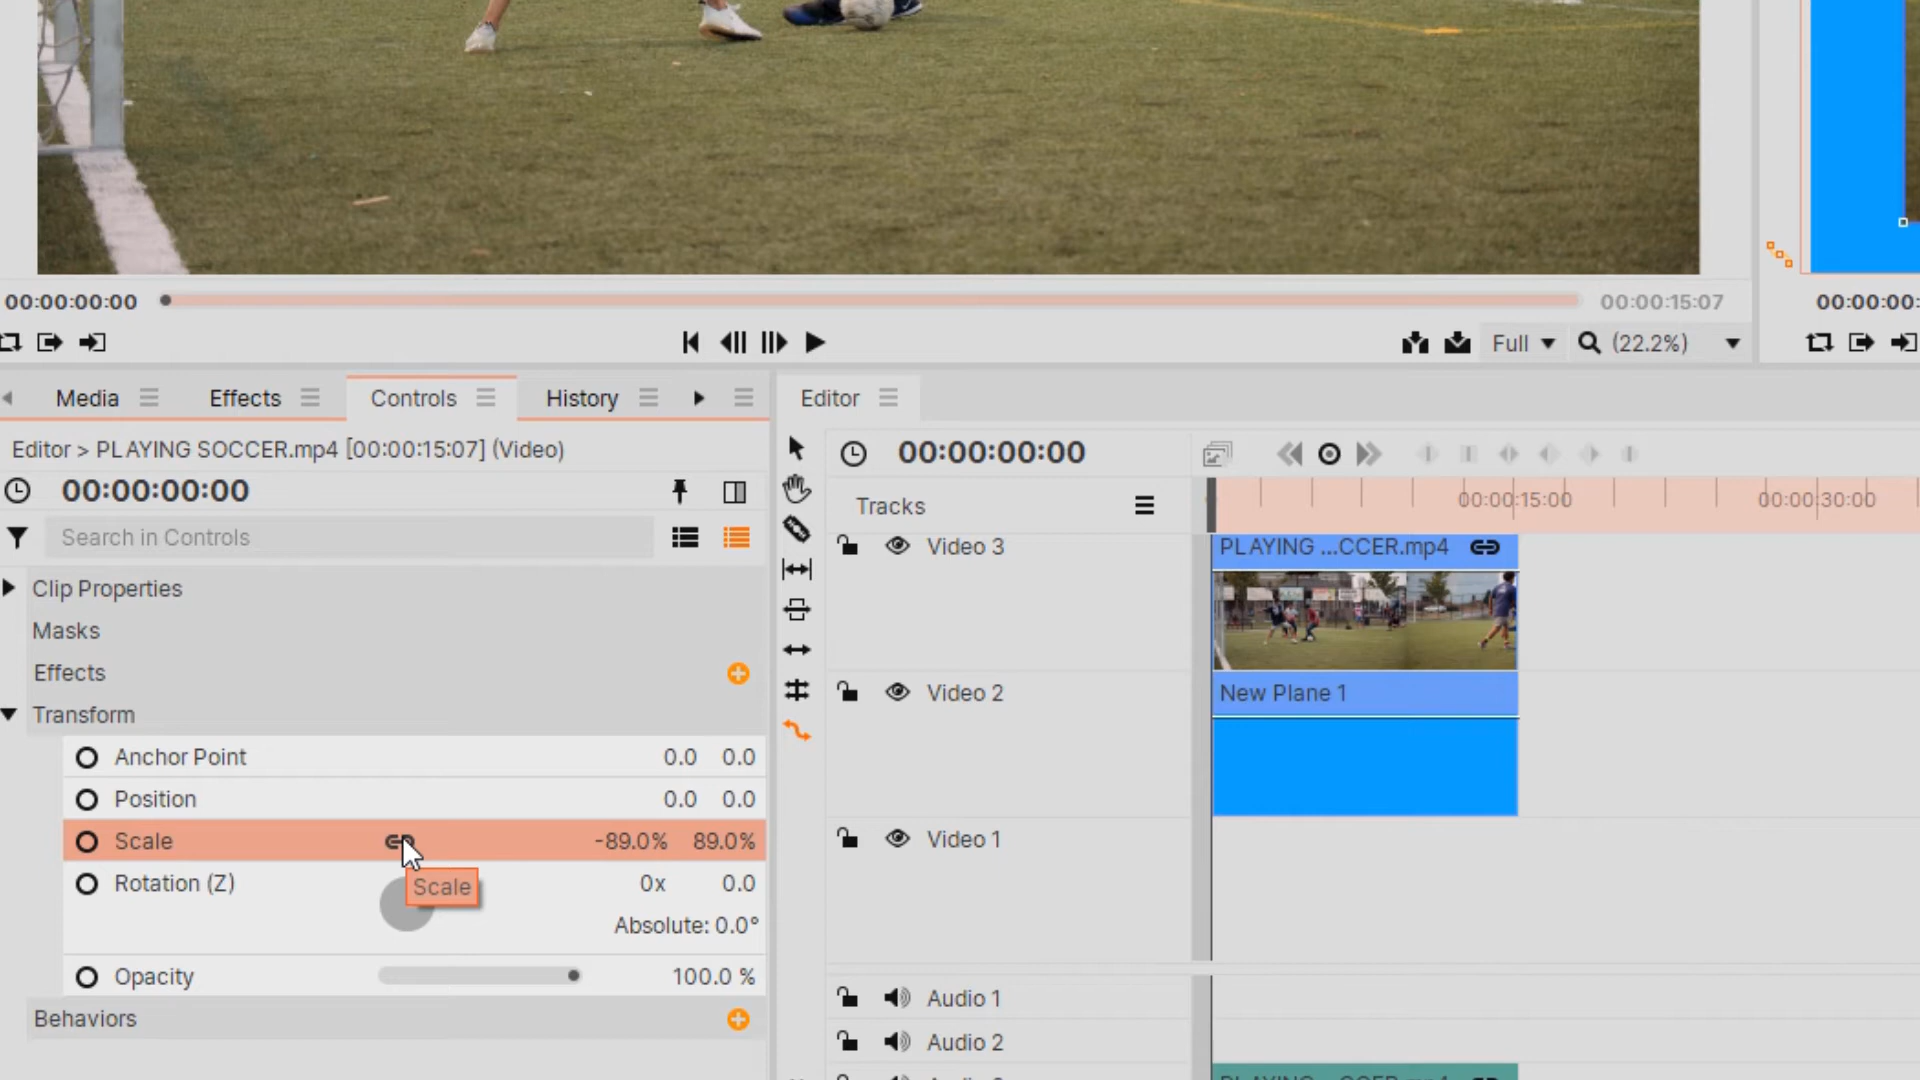 00:00:00:00
00:00:15:07
00:00:00:
Full
(22.2%)
Media
Effects
Controls
History
Editor
Editor > PLAYING SOCCER.mp4 [00:00:15:07] (Video)
00:00:00:00
Search in Controls
Clip Properties
Masks
Effects
Transform
Anchor Point 0.0 0.0
Position 0.0 0.0
Scale -89.0% 89.0%
Scale
Rotation (Z) 0x 0.0
Absolute: 0.0°
Opacity 100.0 %
Behaviors
00:00:00:00
Tracks
00:00:15:00
00:00:30:00
Video 3
PLAYING ...CCER.mp4
Video 2
New Plane 1
Video 1
Audio 1
Audio 2